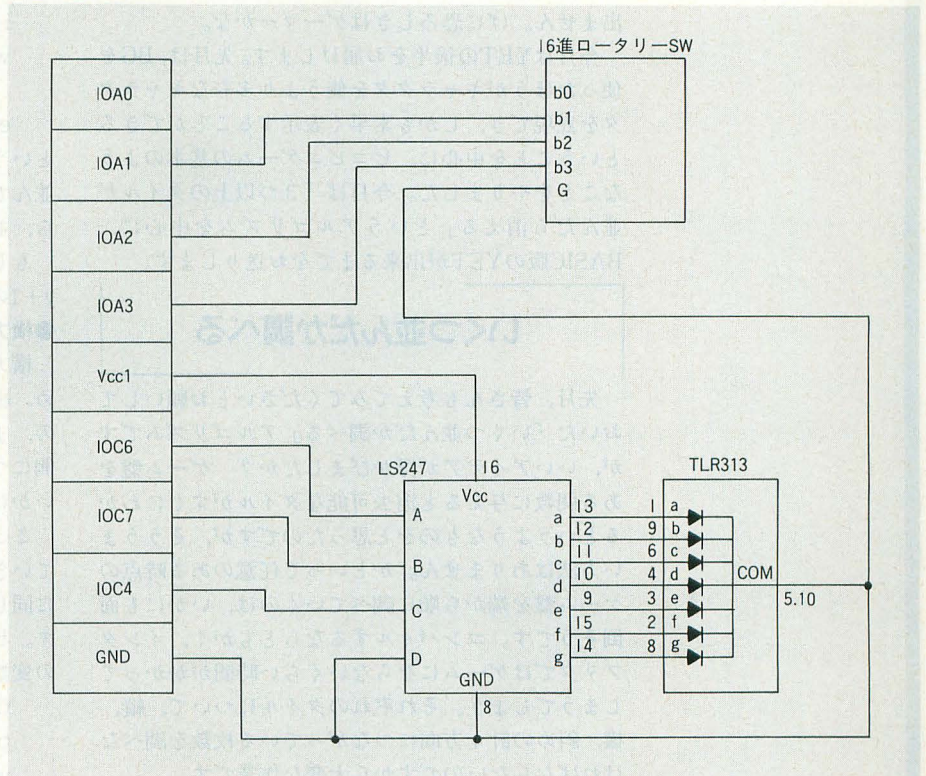 16進ロータリーSW
IOA0
IOA1
IOA2
IOA3
Vcc1
IOC6
IOC7
IOC4
GND
b0
b1
b2
b3
G
LS247
16
Vcc
A
B
C
D
a
b
c
d
e
f
g
GND
8
13
12
11
10
9
15
14
TLR313
1 a
9 b
6 c
4 d
3 e
2 f
8 g
COM
5.10